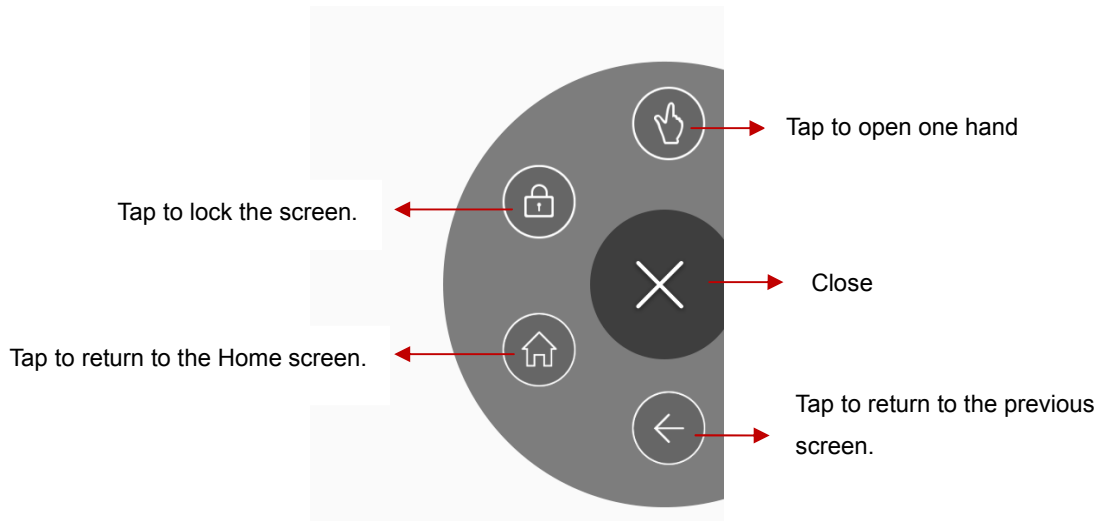 Tap to open one hand
Tap to lock the screen.
Close
Tap to return to the Home screen.
Tap to return to the previous
screen.